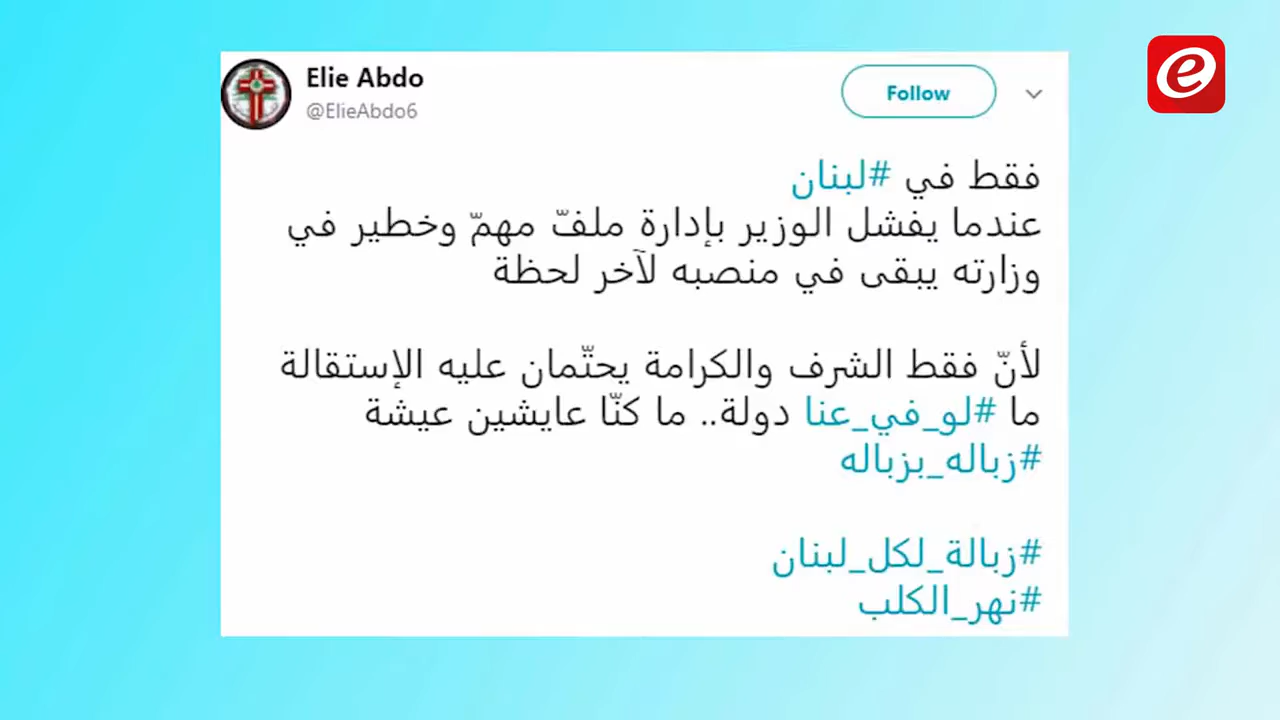 Elie Abdo
@ElieAbdo6
Follow
e
فقط في #لبنان
عندما يفشل الوزير بإدارة ملفّ مهمّ وخطير في
وزارته يبقى في منصبه لآخر لحظة
لأنّ فقط الشرف والكرامة يحتّمان عليه الإستقالة
ما #لو_في_عنا دولة.. ما كنّا عايشين عيشة
#زباله_بزباله
#زبالة_لكل_لبنان
#نهر_الكلب